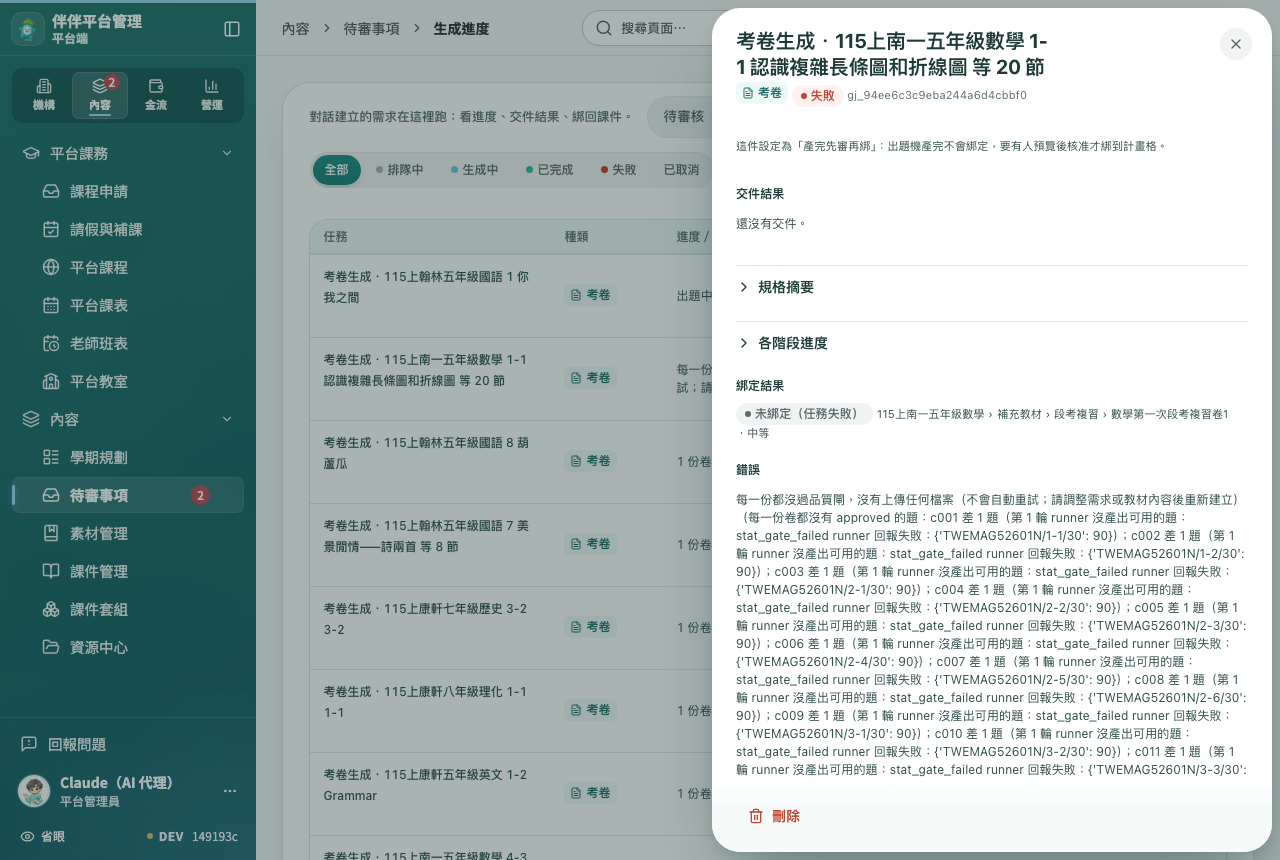 伴伴平台管理
平台端
機構
內容
2
金流
營運
平台課務
課程申請
請假與補課
平台課程
平台課表
老師班表
平台教室
內容
學期規劃
待審事項
2
素材管理
課件管理
課件套組
資源中心
回報問題
Claude（AI 代理）
平台管理員
省眼
DEV 149193c
內容
待審事項
生成進度
搜尋頁面…
對話建立的需求在這裡跑：看進度、交件結果、綁回課件。
待審核
全部
排隊中
生成中
已完成
失敗
已取消
任務
種類
進度 /
考卷生成 · 115上翰林五年級國語 1 你
我之間
考卷
出題中
考卷生成 · 115上南一五年級數學 1-1
認識複雜長條圖和折線圖 等 20 節
考卷
每一份
試；請
考卷生成 · 115上翰林五年級國語 8 葫
蘆瓜
考卷
1 份卷
考卷生成 · 115上翰林五年級國語 7 美
景閒情——詩兩首 等 8 節
考卷
1 份卷
考卷生成 · 115上康軒七年級歷史 3-2
3-2
考卷
1 份卷
考卷生成 · 115上康軒八年級理化 1-1
1-1
考卷
1 份卷
考卷生成 · 115上康軒五年級英文 1-2
Grammar
考卷
1 份卷
考卷生成 · 115上南一五年級數學 4-3
考卷生成 · 115上南一五年級數學 1-
1 認識複雜長條圖和折線圖 等 20 節
考卷
失敗
gj_94ee6c3c9eba244a6d4cbbf0
這件設定為「產完先審再綁」：出題機產完不會綁定，要有人預覽後核准才綁到計畫格。
交件結果
還沒有交件。
規格摘要
各階段進度
綁定結果
未綁定（任務失敗） 115上南一五年級數學 › 補充教材 › 段考複習 › 數學第一次段考複習卷1
· 中等
錯誤
每一份都沒過品質閘，沒有上傳任何檔案（不會自動重試；請調整需求或教材內容後重新建立）
（每一份卷都沒有 approved 的題：c001 差 1 題（第 1 輪 runner 沒產出可用的題：
stat_gate_failed runner 回報失敗：{'TWEMAG52601N/1-1/30': 90}）；c002 差 1 題（第 1
輪 runner 沒產出可用的題：stat_gate_failed runner 回報失敗：{'TWEMAG52601N/1-2/30':
90}）；c003 差 1 題（第 1 輪 runner 沒產出可用的題：stat_gate_failed runner 回報失敗：
{'TWEMAG52601N/2-1/30': 90}）；c004 差 1 題（第 1 輪 runner 沒產出可用的題：
stat_gate_failed runner 回報失敗：{'TWEMAG52601N/2-2/30': 90}）；c005 差 1 題（第 1
輪 runner 沒產出可用的題：stat_gate_failed runner 回報失敗：{'TWEMAG52601N/2-3/30':
90}）；c006 差 1 題（第 1 輪 runner 沒產出可用的題：stat_gate_failed runner 回報失敗：
{'TWEMAG52601N/2-4/30': 90}）；c007 差 1 題（第 1 輪 runner 沒產出可用的題：
stat_gate_failed runner 回報失敗：{'TWEMAG52601N/2-5/30': 90}）；c008 差 1 題（第 1
輪 runner 沒產出可用的題：stat_gate_failed runner 回報失敗：{'TWEMAG52601N/2-6/30':
90}）；c009 差 1 題（第 1 輪 runner 沒產出可用的題：stat_gate_failed runner 回報失敗：
{'TWEMAG52601N/3-1/30': 90}）；c010 差 1 題（第 1 輪 runner 沒產出可用的題：
stat_gate_failed runner 回報失敗：{'TWEMAG52601N/3-2/30': 90}）；c011 差 1 題（第 1
輪 runner 沒產出可用的題：stat_gate_failed runner 回報失敗：{'TWEMAG52601N/3-3/30':
刪除